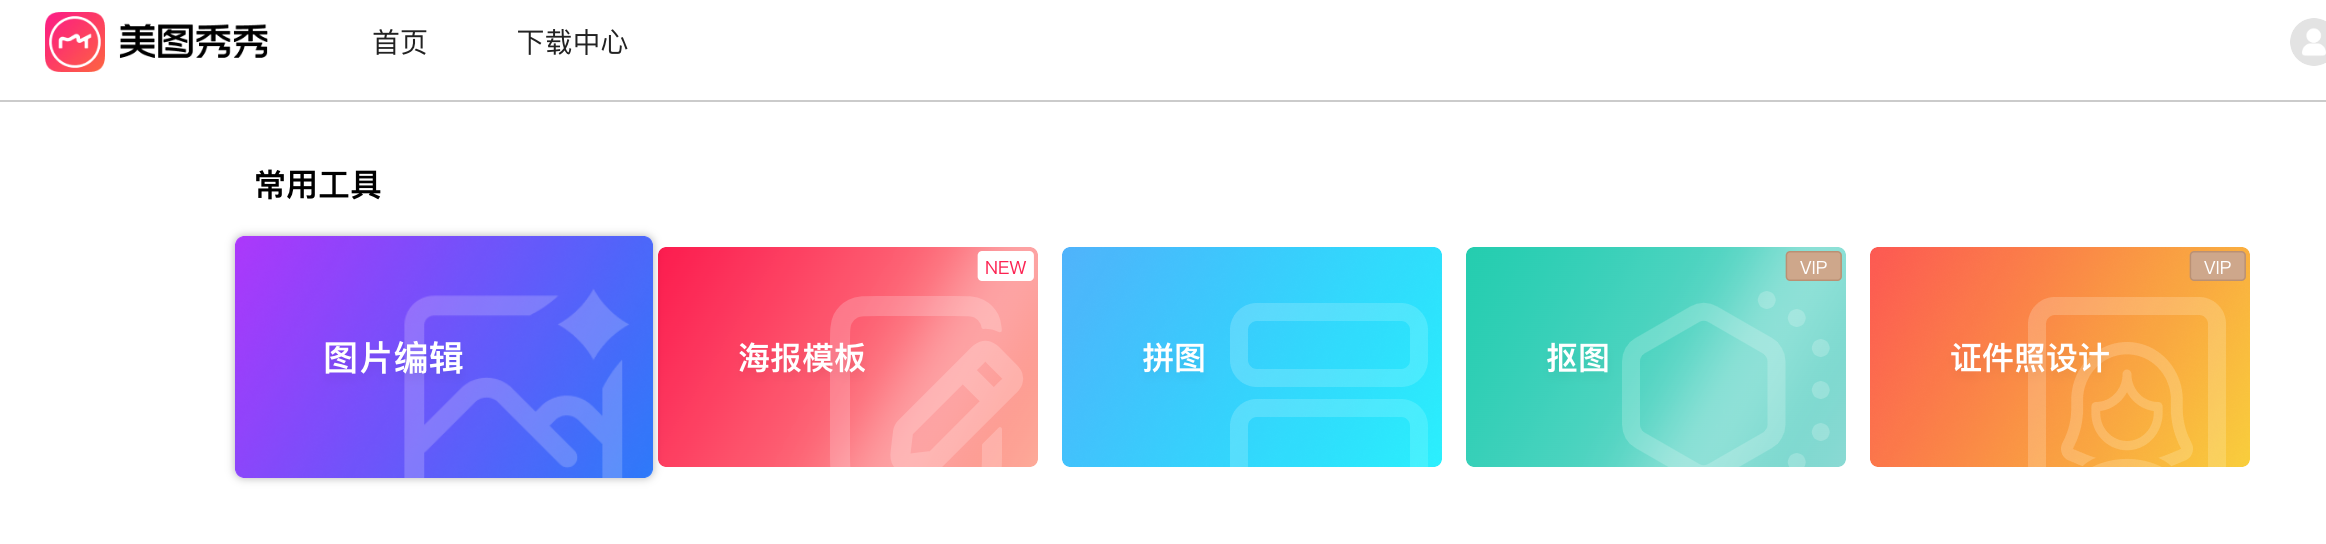 美图秀秀 首页 下载中心
常用工具
图片编辑
NEW
海报模板
拼图
VIP
抠图
VIP
证件照设计